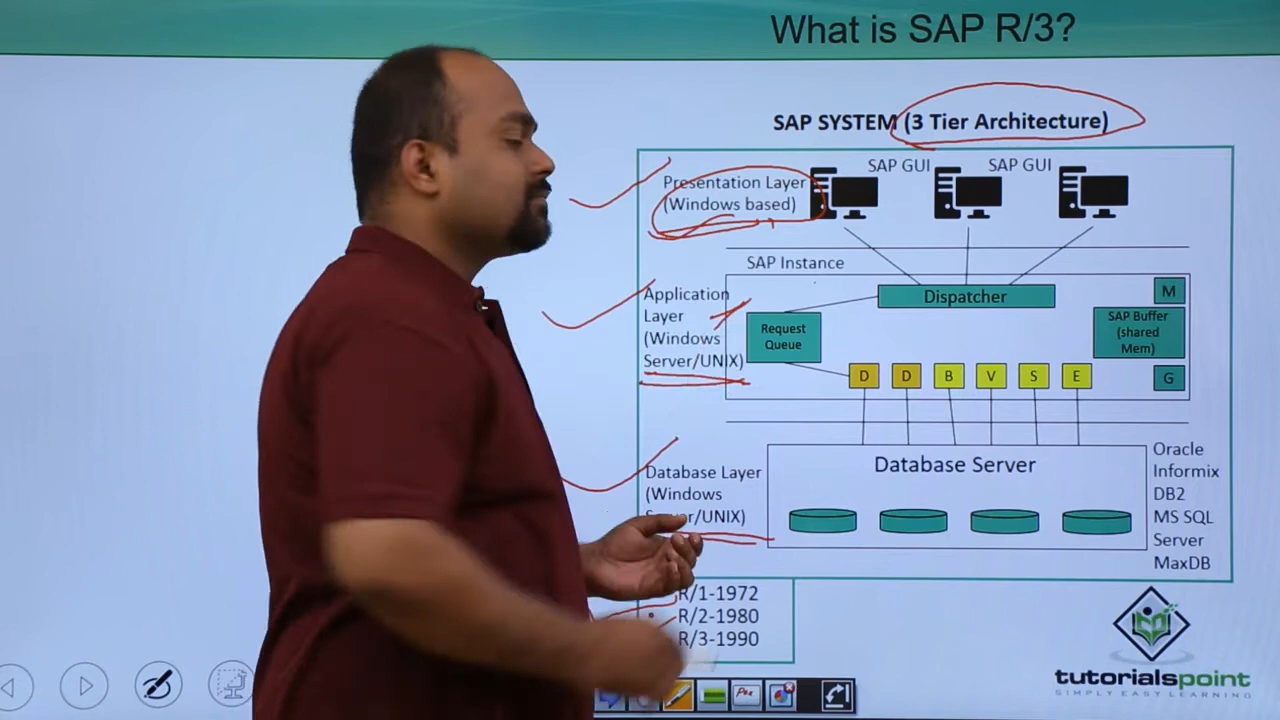 What is SAP R/3?
SAP SYSTEM (3 Tier Architecture)
SAP GUI
SAP GUI
Presentation Layer
(Windows based)
SAP Instance
Application
Layer
(Windows
Server/UNIX)
Dispatcher
M
Request
Queue
SAP Buffer
(shared
Mem)
D
D
B
V
S
E
G
Database Layer
(Windows
Server/UNIX)
Database Server
Oracle
Informix
DB2
MS SQL
Server
MaxDB
R/1-1972
R/2-1980
R/3-1990
tutorialspoint
SIMPLY EASY LEARNING